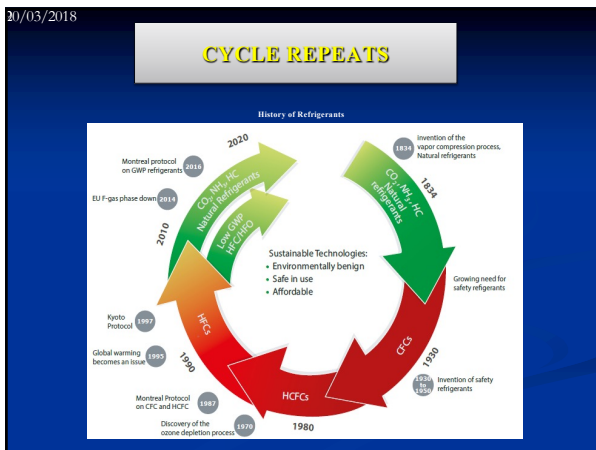 20/03/2018
CYCLE REPEATS
History of Refrigerants
2020
invention of the
1834
vapor compression process,
Natural refrigerants
Montreal protocol
2016
on GWP refrigerants
CO₂, NH₃, HC
Natural Refrigerants
CO₂, NH₃, HC
Natural
refrigerants
1834
EU F-gas phase down
2014
Low GWP
HFC/HFO
2010
Sustainable Technologies:
• Environmentally benign
• Safe in use
• Affordable
Growing need for
safety refigerants
Kyoto
Protocol
1997
HFCs
CFCs
Global warming
becomes an issue
1995
1990
1930
1930
to
1950
Invention of safety
refrigerants
Montreal Protocol
on CFC and HCFC
1987
HCFCs
Discovery of the
ozone depletion process
1970
1980